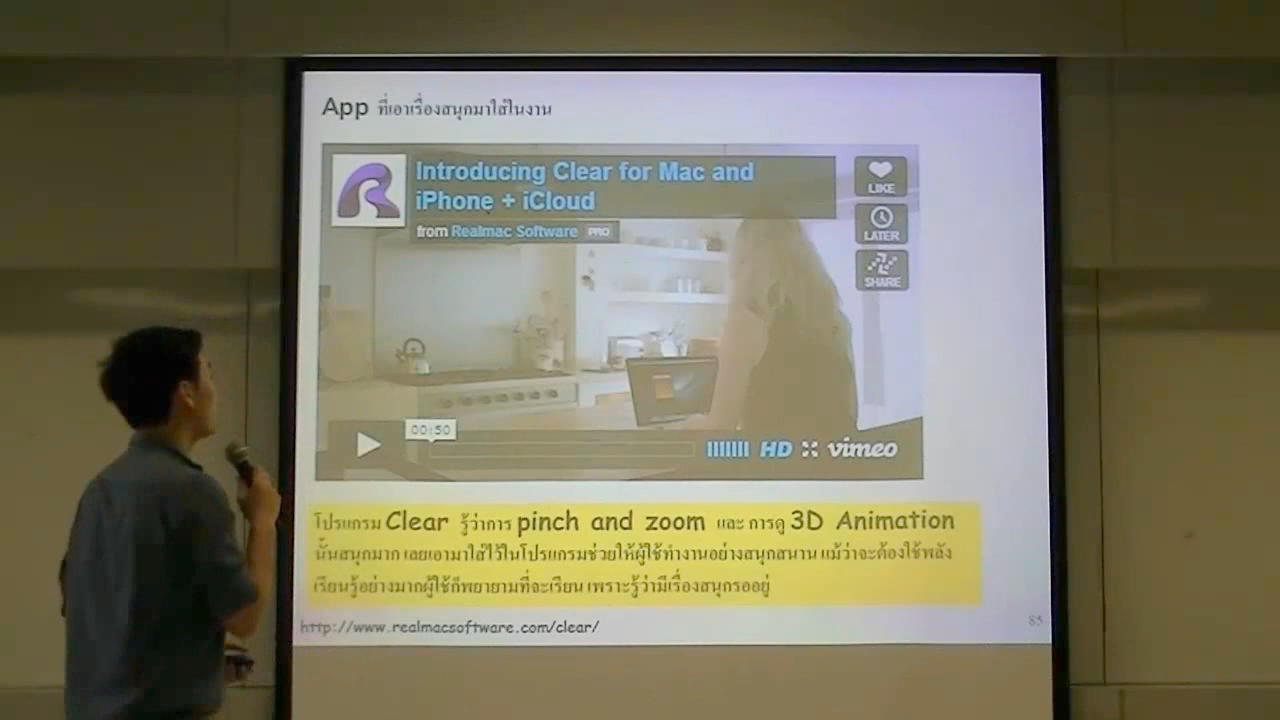 App ที่เอาเรื่องสนุกมาใส่ในงาน
Introducing Clear for Mac and
iPhone + iCloud
from Realmac Software PRO
LIKE
LATER
SHARE
00:50
HD vimeo
โปรแกรม Clear รู้ว่าการ pinch and zoom และ การดู 3D Animation
นั้นสนุกมาก เลยเอามาใส่ไว้ในโปรแกรมช่วยให้ผู้ใช้ทำงานอย่างสนุกสนาน แม้ว่าจะต้องใช้พลัง
เรียนรู้อย่างมากผู้ใช้ก็พยายามที่จะเรียน เพราะรู้ว่ามีเรื่องสนุกรออยู่
http://www.realmacsoftware.com/clear/
85